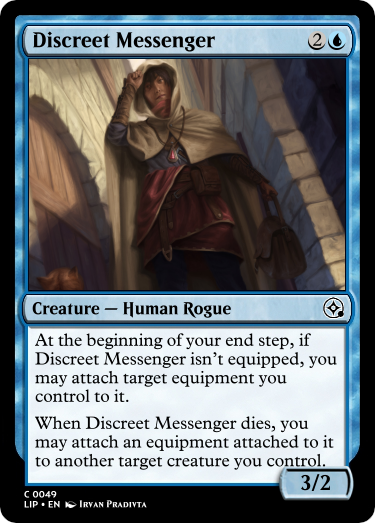 Discreet Messenger 2
Creature — Human Rogue
At the beginning of your end step, if
Discreet Messenger isn't equipped, you
may attach target equipment you
control to it.
When Discreet Messenger dies, you
may attach an equipment attached to it
to another target creature you control.
3/2
C 0049
LIP • EN Irvan Pradivta